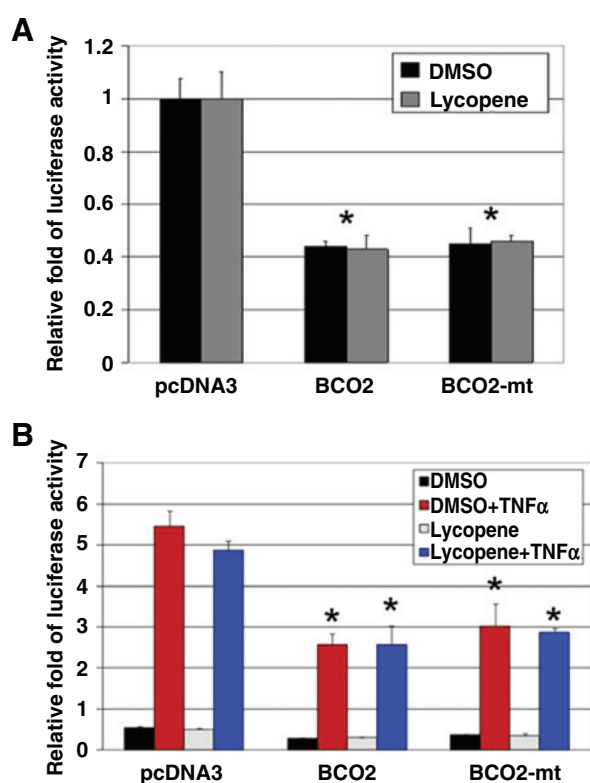 A
Relative fold of luciferase activity
1.2
1
0.8
0.6
0.4
0.2
0
DMSO
Lycopene
*
*
pcDNA3
BCO2
BCO2-mt
B
Relative fold of luciferase activity
7
6
5
4
3
2
1
0
DMSO
DMSO+TNFα
Lycopene
Lycopene+TNFα
*
*
*
*
pcDNA3
BCO2
BCO2-mt